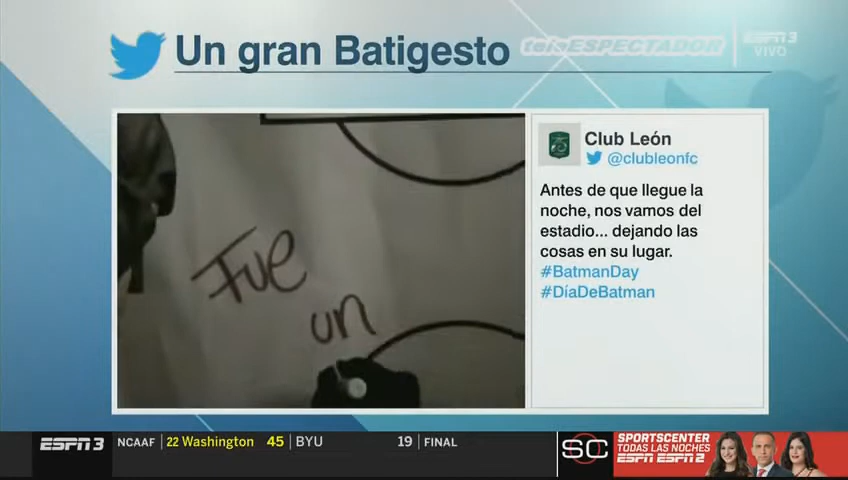 Un gran Batigesto
teleESPECTADOR
ESPN 3
VIVO
Fue
un
Club León
@clubleonfc
Antes de que llegue la
noche, nos vamos del
estadio... dejando las
cosas en su lugar.
#BatmanDay
#DíaDeBatman
ESPN 3
NCAAF
22 Washington 45
BYU 19
FINAL
SC
SPORTSCENTER
TODAS LAS NOCHES
ESPN ESPN 2